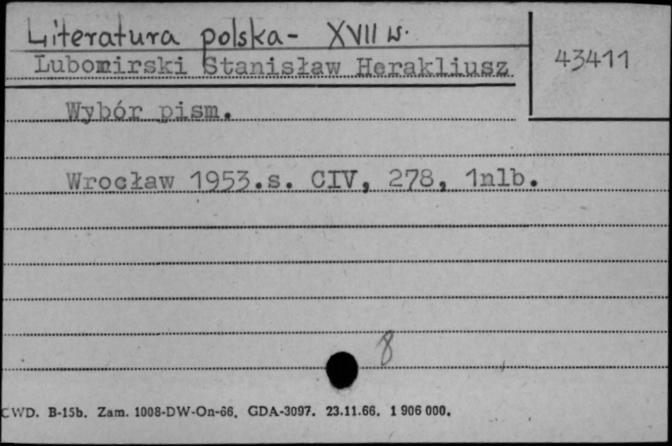 Literatura polska - XVII w.
Lubomirski Stanisław Herakliusz
43411
Wybór pism.
Wrocław 1953.s. CIV, 278, 1nlb.
8
CWD. B-15b. Zam. 1008-DW-On-66. GDA-3097. 23.11.66. 1 906 000.